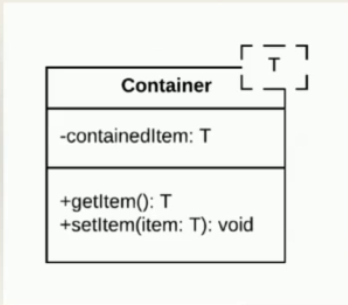 T
Container
-containedItem: T
+getItem(): T
+setItem(item: T): void